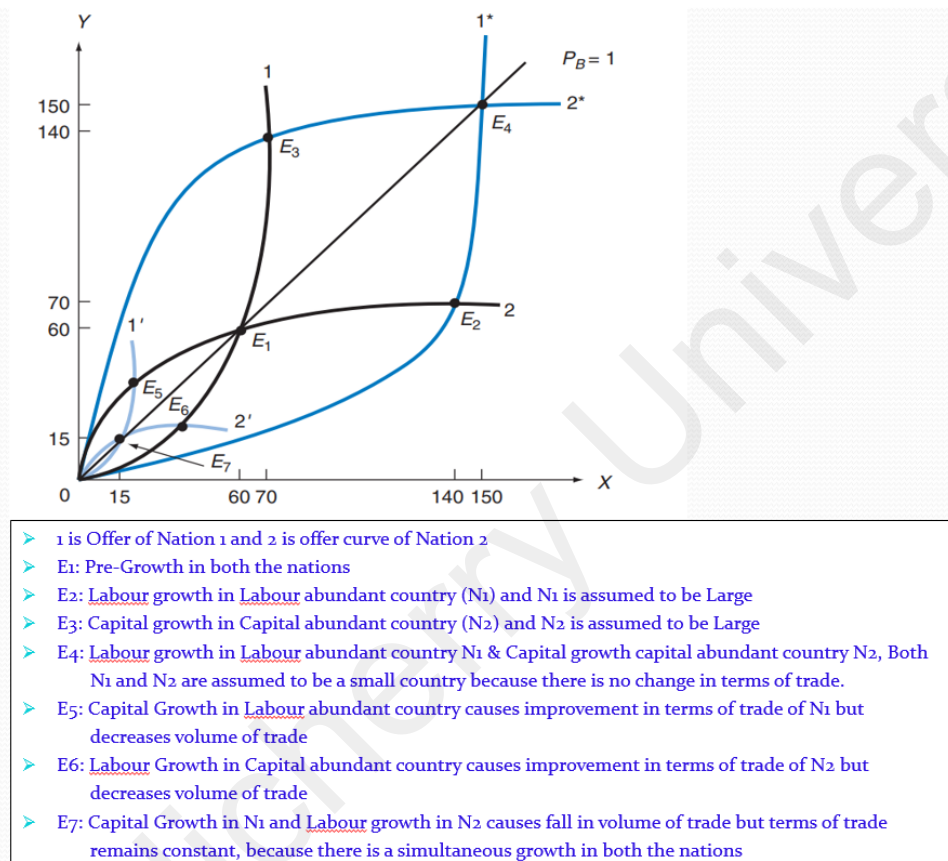 Y
1*
P_B = 1
1
150
2*
140
E₄
E₃
70
2
60
1'
E₂
E₁
E₅
E₆
2'
15
E₇
X
0
15
60 70
140 150
➢ 1 is Offer of Nation 1 and 2 is offer curve of Nation 2
➢ E1: Pre-Growth in both the nations
➢ E2: Labour growth in Labour abundant country (N1) and N1 is assumed to be Large
➢ E3: Capital growth in Capital abundant country (N2) and N2 is assumed to be Large
➢ E4: Labour growth in Labour abundant country N1 & Capital growth capital abundant country N2, Both
N1 and N2 are assumed to be a small country because there is no change in terms of trade.
➢ E5: Capital Growth in Labour abundant country causes improvement in terms of trade of N1 but
decreases volume of trade
➢ E6: Labour Growth in Capital abundant country causes improvement in terms of trade of N2 but
decreases volume of trade
➢ E7: Capital Growth in N1 and Labour growth in N2 causes fall in volume of trade but terms of trade
remains constant, because there is a simultaneous growth in both the nations